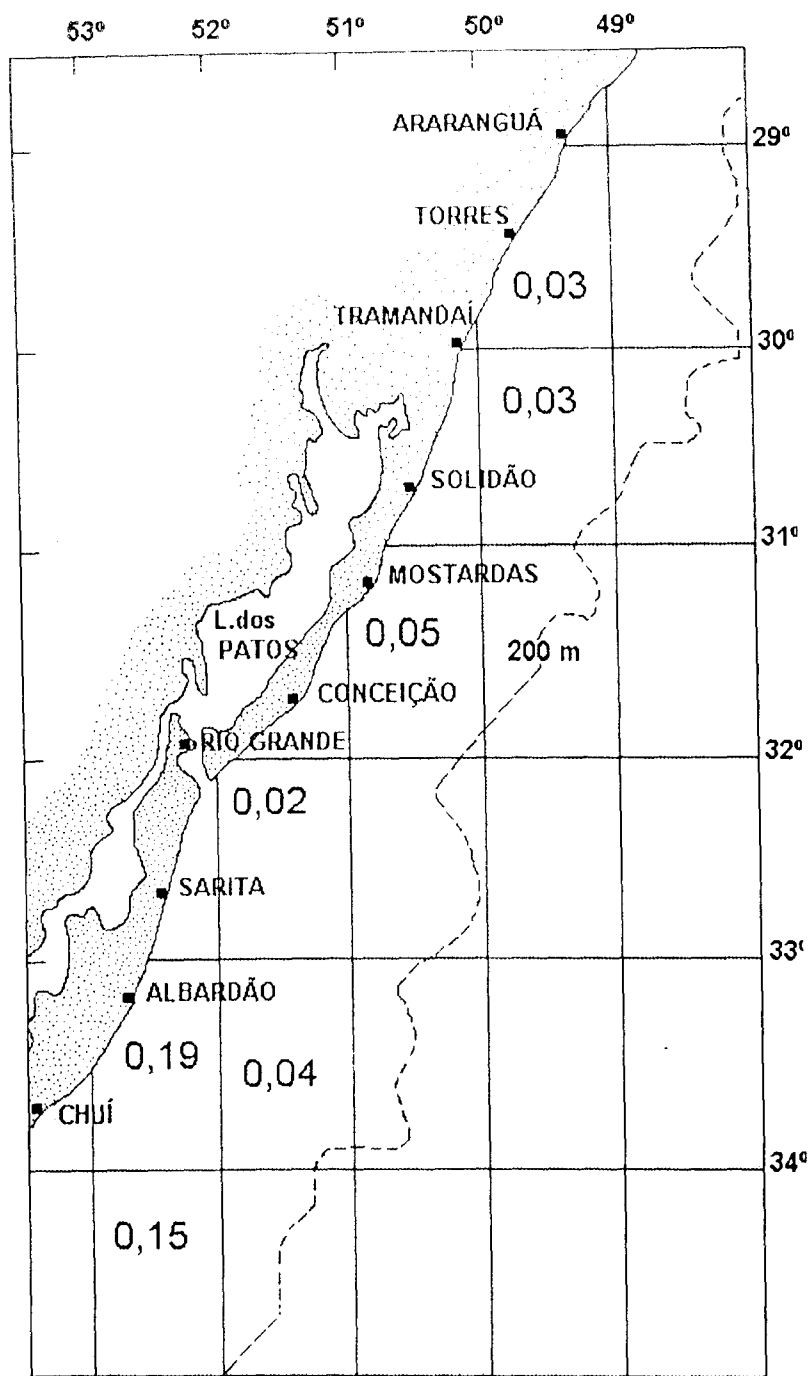 53º 52º 51º 50º 49º
ARARANGUÁ
29º
TORRES
0,03
TRAMANDAÍ
30º
0,03
SOLIDÃO
31º
MOSTARDAS
L.dos
PATOS
0,05
200 m
CONCEIÇÃO
RIO GRANDE
32º
0,02
SARITA
33º
ALBARDÃO
0,19
0,04
CHUÍ
34º
0,15